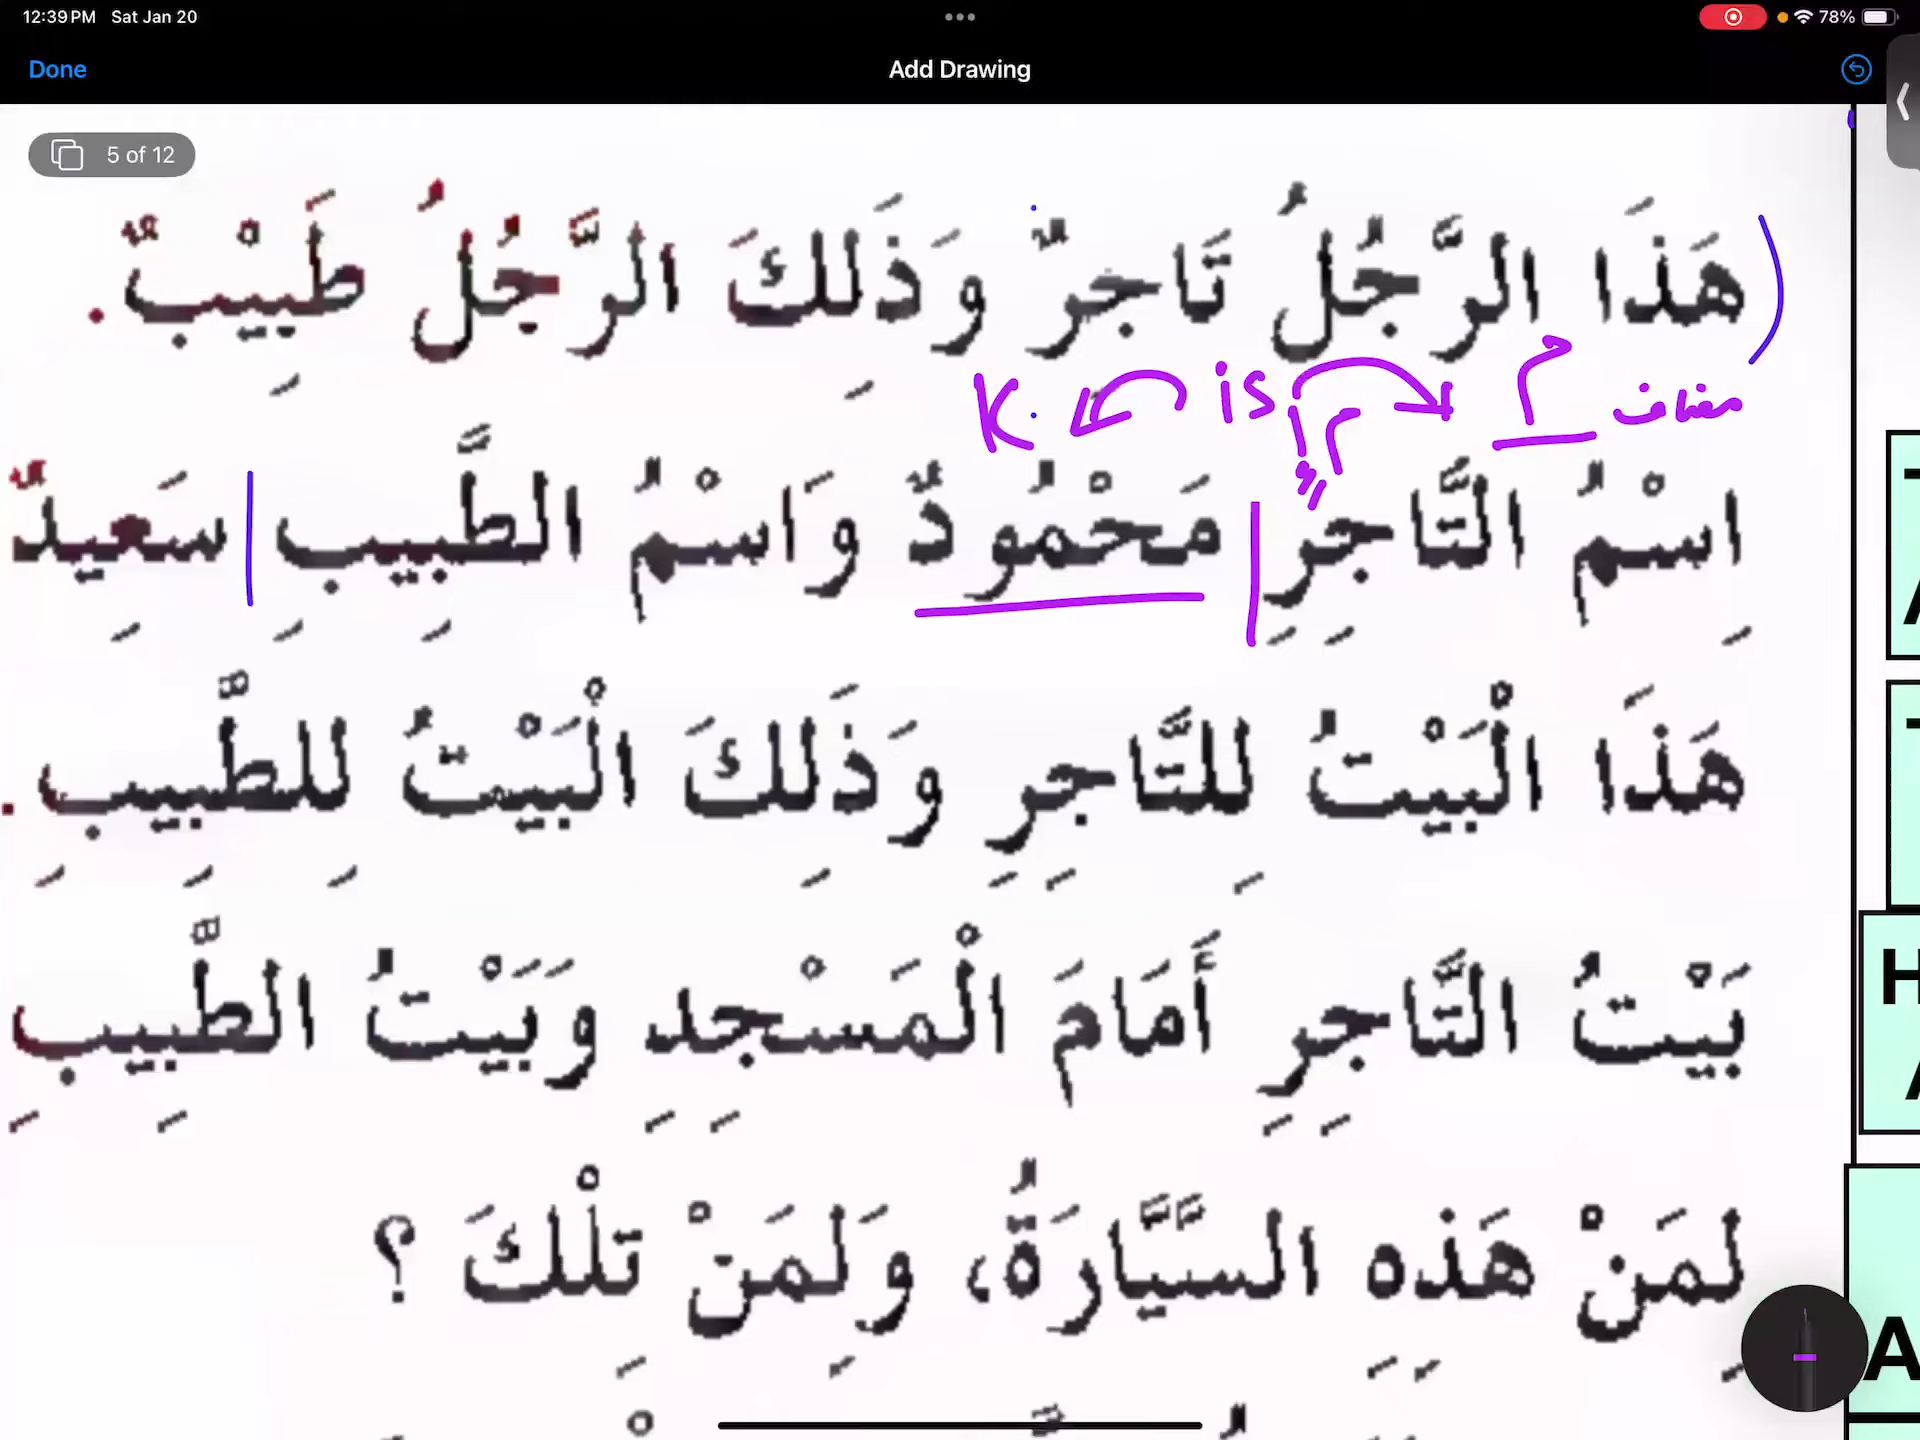 12:39 PM Sat Jan 20
78%
Done
Add Drawing
5 of 12
هَذَا الرَّجُلُ تَاجِرٌ وَذَلِكَ الرَّجُلُ طَبِيْبٌ .
K. is م مضاف
اِسْمُ التَّاجِرِ مَحْمُودٌ وَاسْمُ الطَّبِيبِ سَعِيدٌ
هَذَا الْبَيْتُ لِلتَّاجِرِ وَذَلِكَ الْبَيْتُ لِلطَّبِيبِ .
بَيْتُ التَّاجِرِ أَمَامَ الْمَسْجِدِ وَبَيْتُ الطَّبِيبِ
H
لِمَنْ هَذِهِ السَّيَّارَةُ، وَلِمَنْ تِلْكَ ؟
A